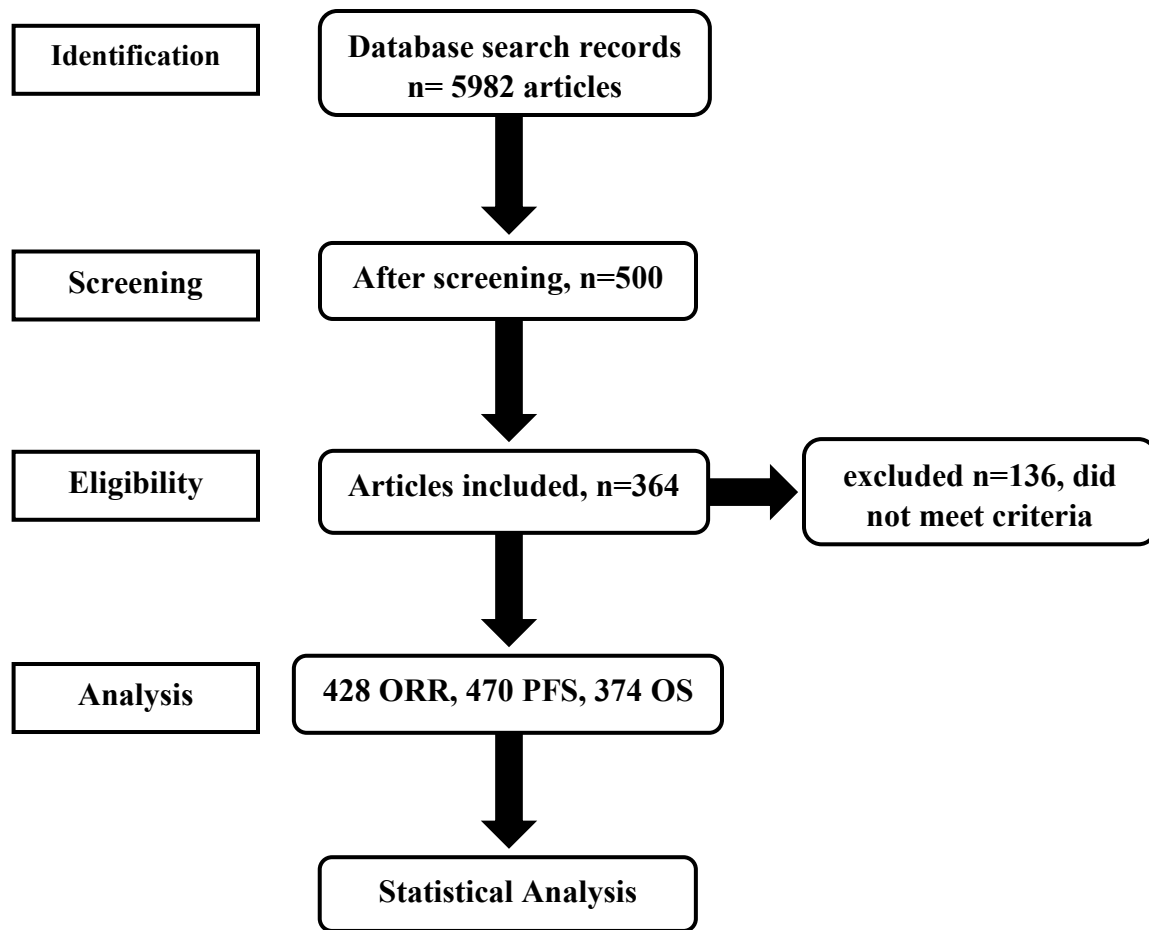 Identification
Database search records
n= 5982 articles
Screening
After screening, n=500
Eligibility
Articles included, n=364
excluded n=136, did
not meet criteria
Analysis
428 ORR, 470 PFS, 374 OS
Statistical Analysis